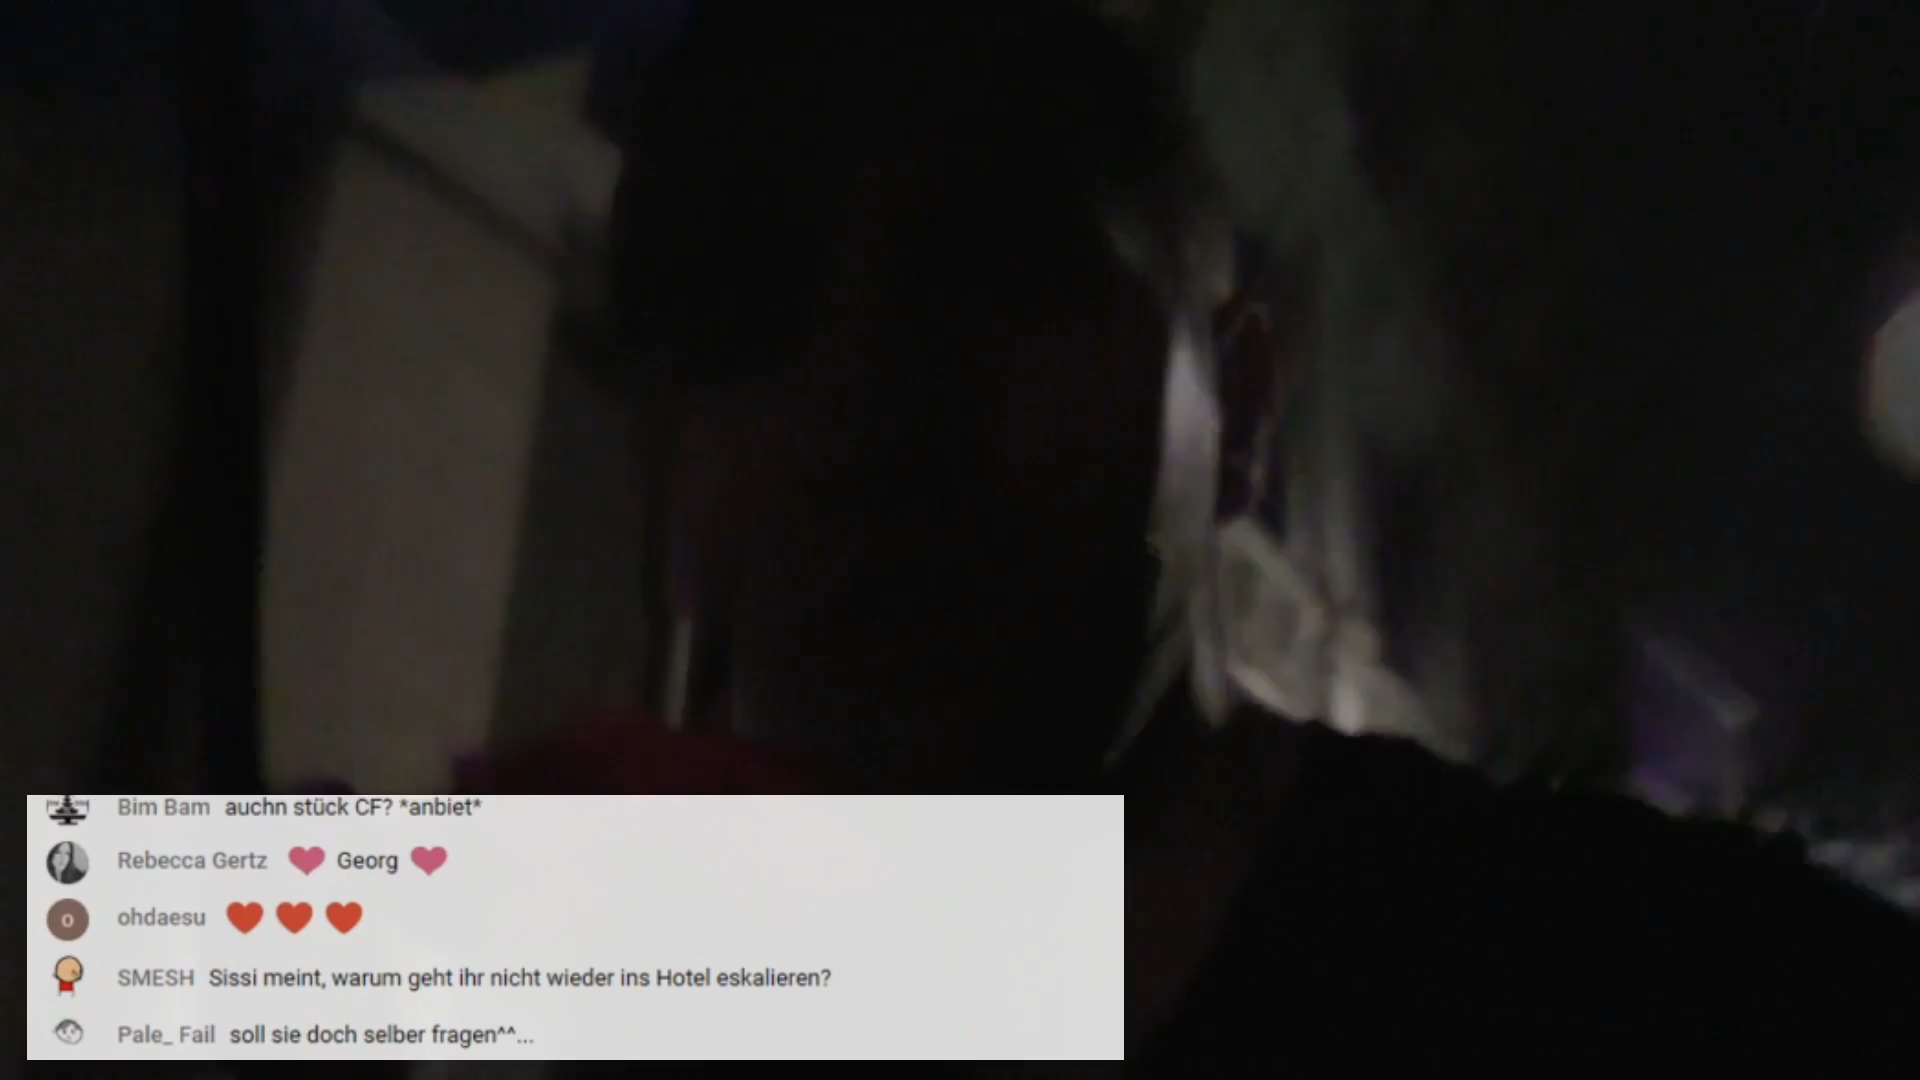 Bim Bam auchn stück CF? *anbiet*
Rebecca Gertz ❤ Georg ❤
o ohdaesu ❤ ❤ ❤
SMESH Sissi meint, warum geht ihr nicht wieder ins Hotel eskalieren?
Pale_ Fail soll sie doch selber fragen^^...